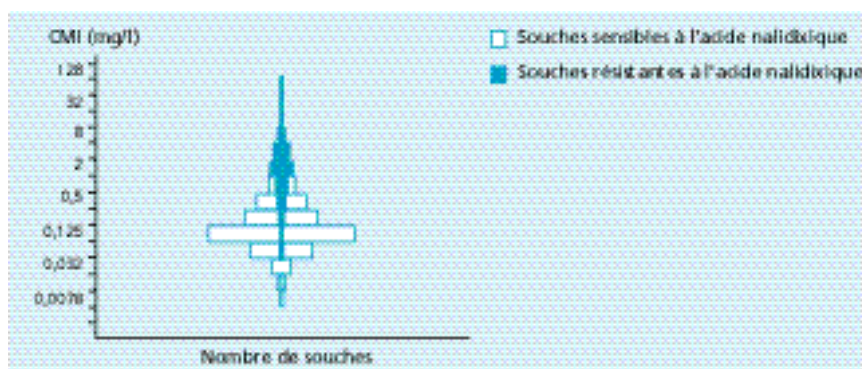 CMI (mg/l)
Souches sensibles à l'acide nalidixique
Souches résistantes à l'acide nalidixique
128
32
8
2
0,5
0,125
0,032
0,0078
Nombre de souches